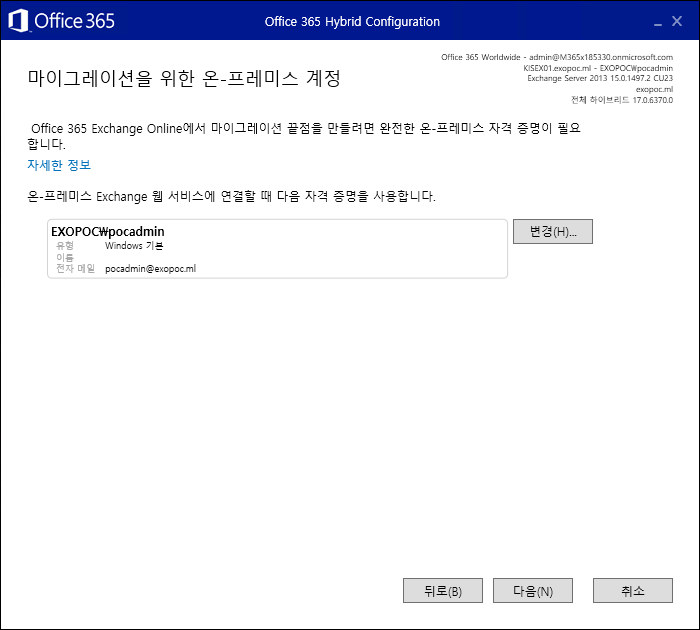 Office 365
Office 365 Hybrid Configuration
Office 365 Worldwide - admin@M365x185330.onmicrosoft.com
KISEX01.exopoc.ml - EXOPOC₩pocadmin
Exchange Server 2013 15.0.1497.2 CU23
exopoc.ml
전체 하이브리드 17.0.6370.0
마이그레이션을 위한 온-프레미스 계정
Office 365 Exchange Online에서 마이그레이션 끝점을 만들려면 완전한 온-프레미스 자격 증명이 필요
합니다.
자세한 정보
온-프레미스 Exchange 웹 서비스에 연결할 때 다음 자격 증명을 사용합니다.
EXOPOC₩pocadmin
유형 Windows 기본
이름
전자 메일 pocadmin@exopoc.ml
변경(H)...
뒤로(B)
다음(N)
취소